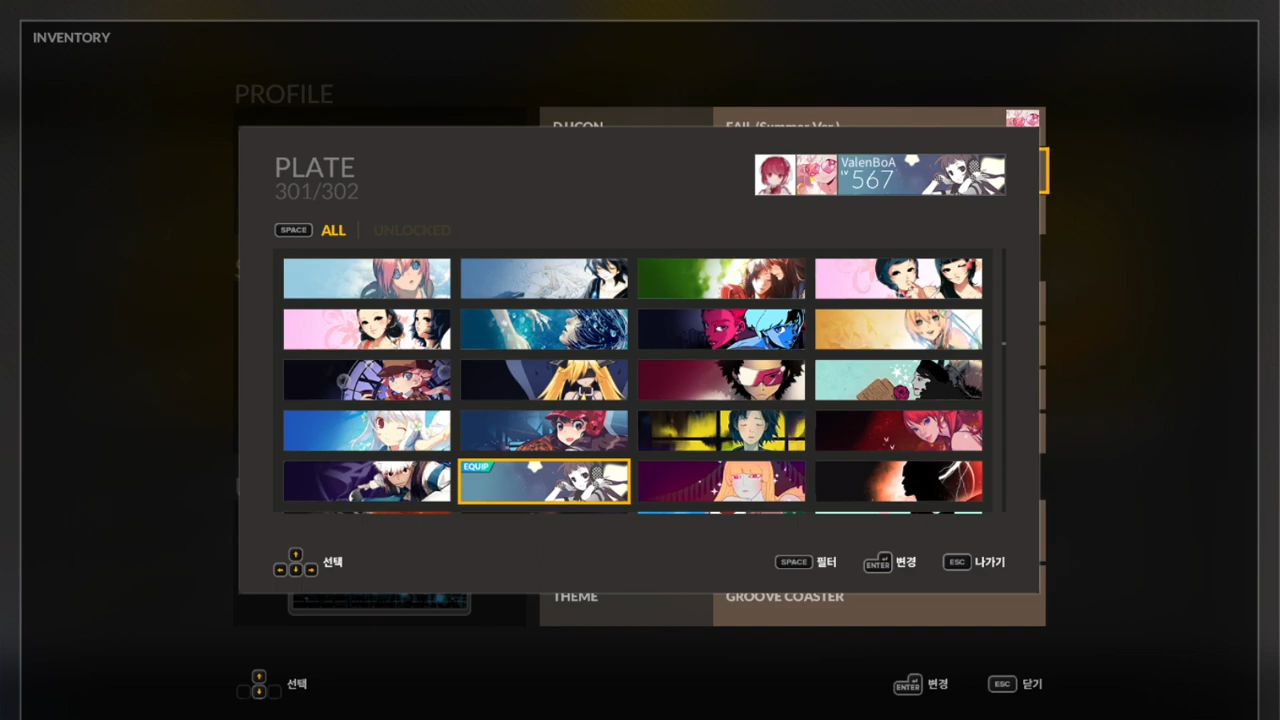 INVENTORY
PROFILE
DJ ICON
FAIL (Summer Ver.)
PLATE
301/302
ValenBoA
LV 567
SPACE ALL UNLOCKED
EQUIP
선택
SPACE 필터 ENTER 변경 ESC 나가기
THEME GROOVE COASTER
선택
ENTER 변경 ESC 닫기